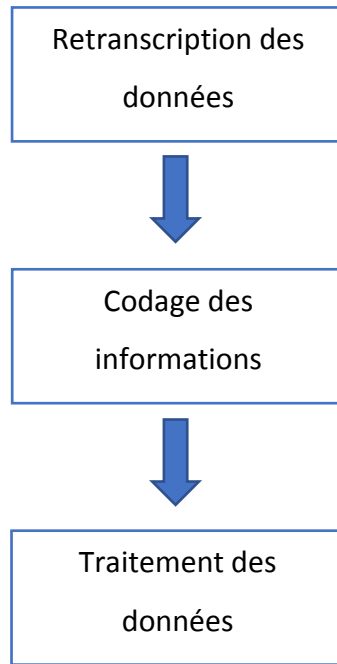 Retranscription des
données
Codage des
informations
Traitement des
données